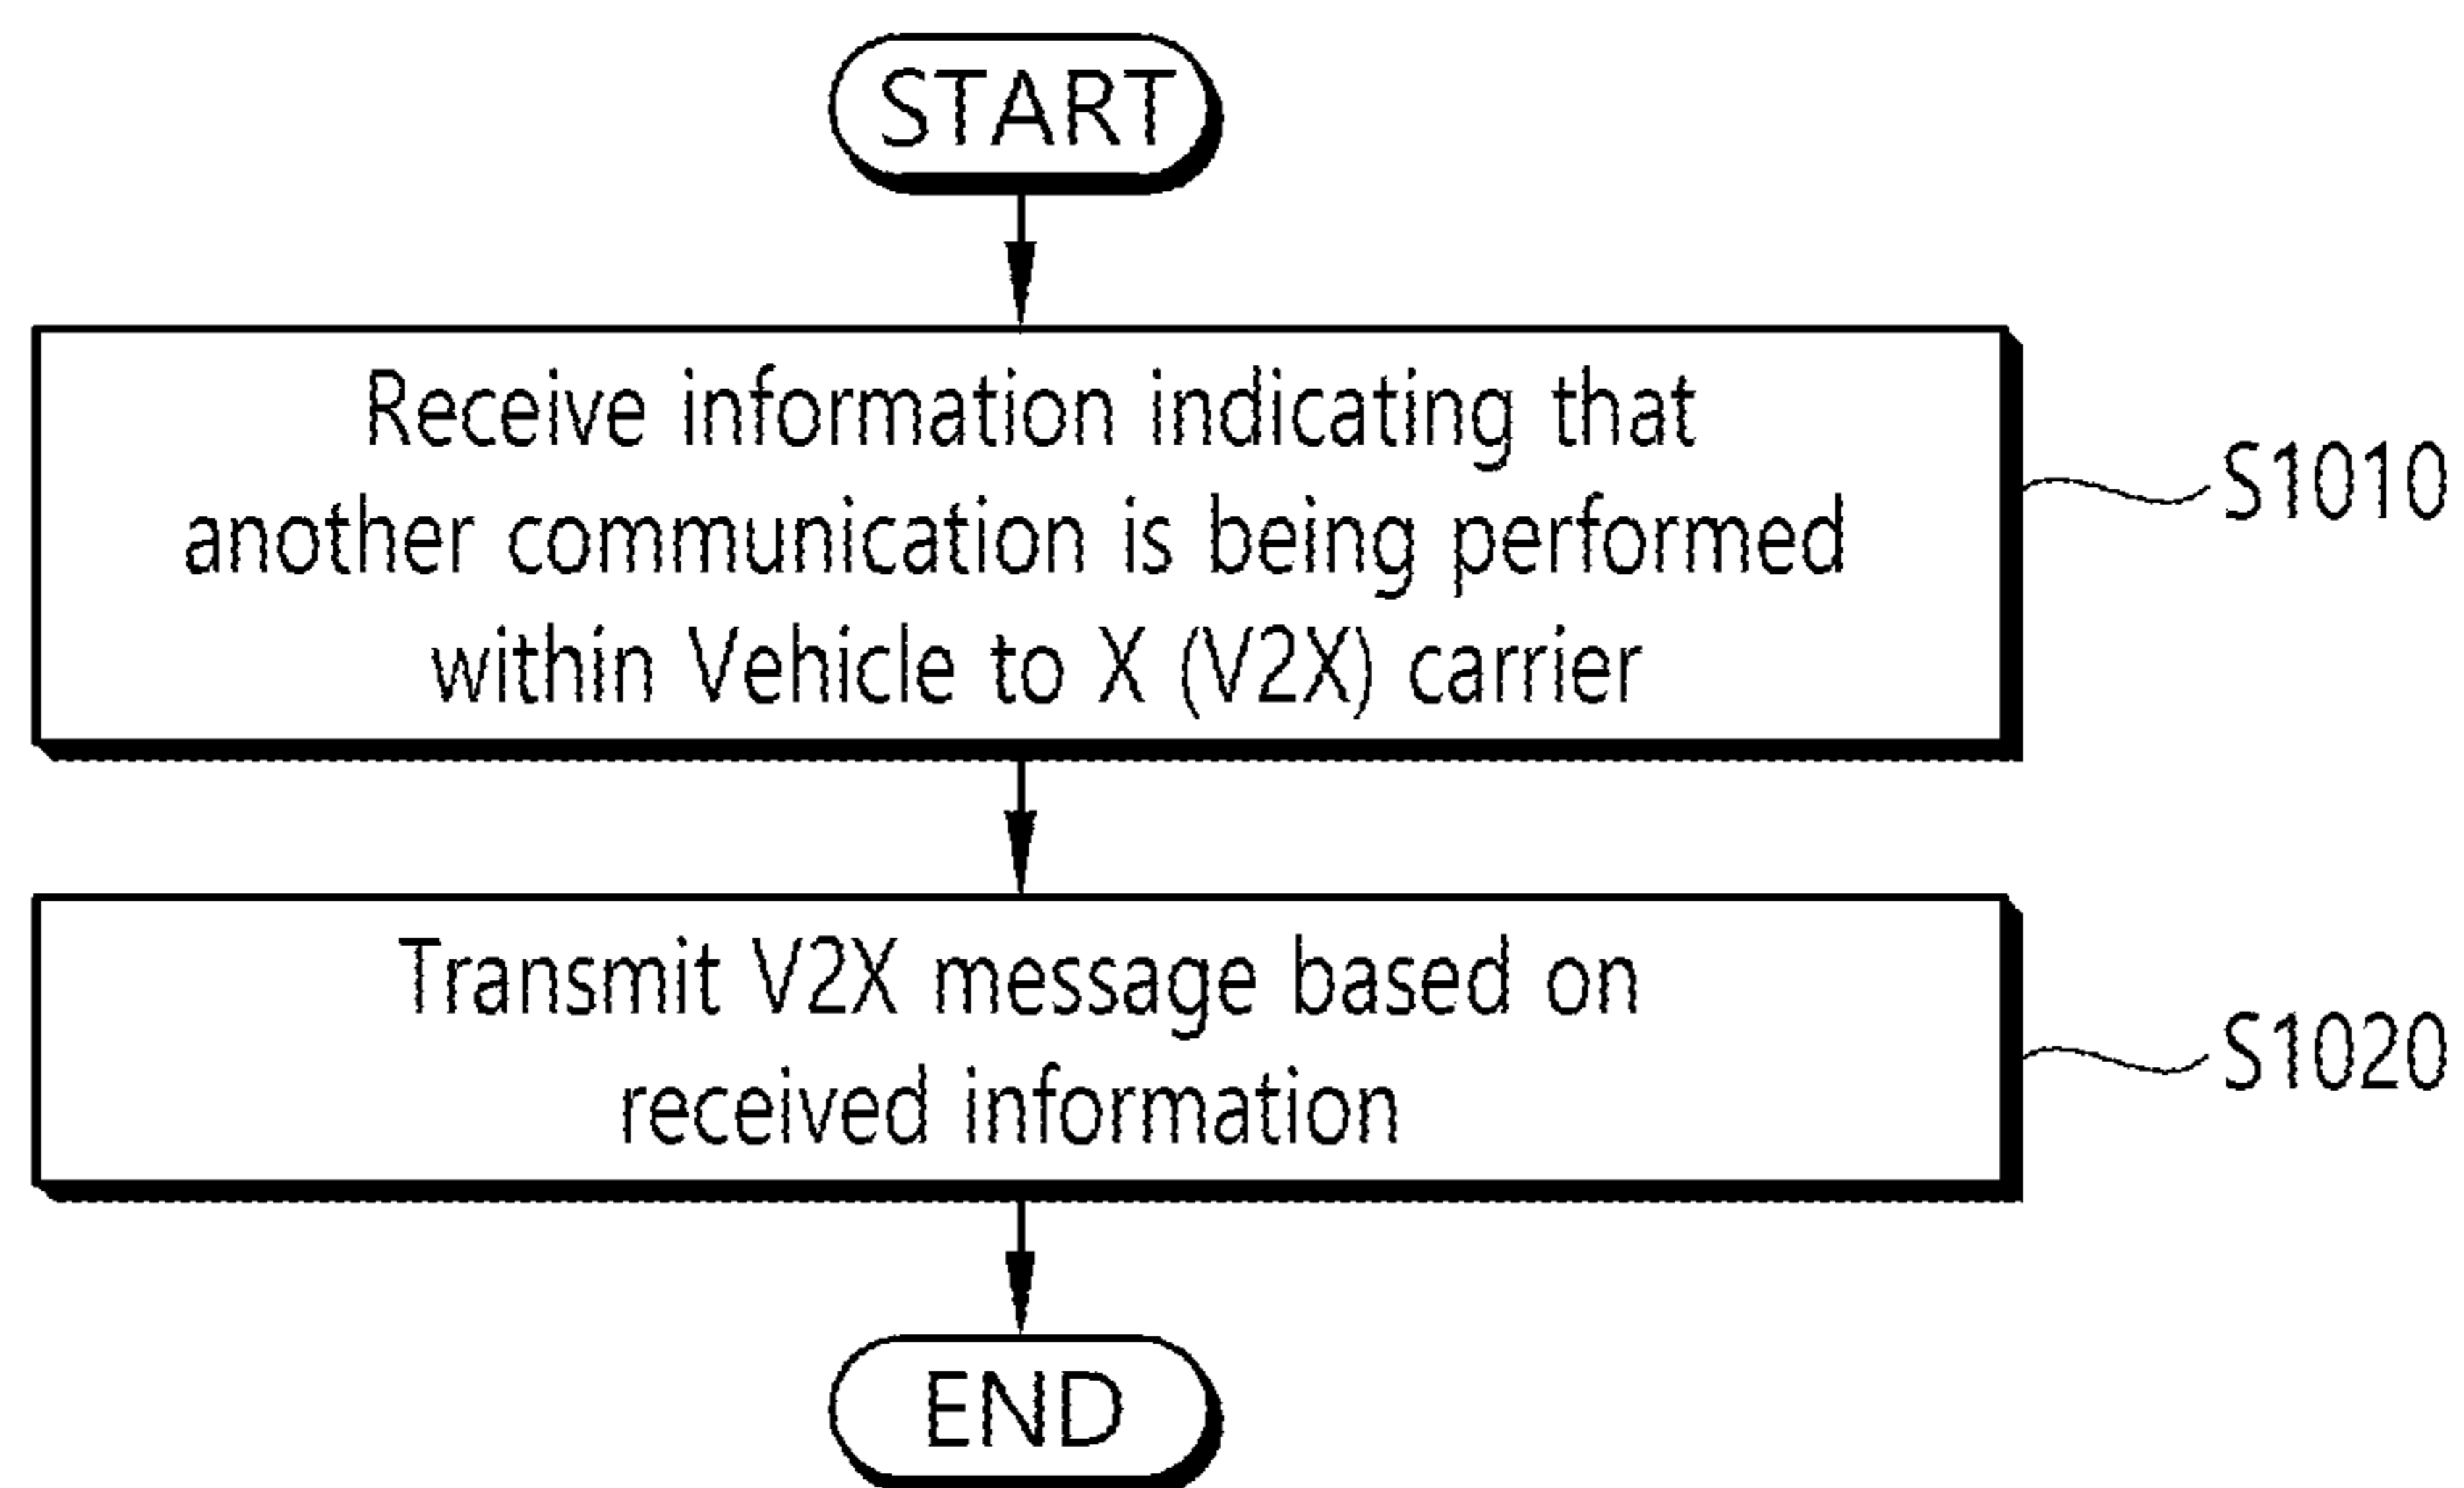 START
Receive information indicating that
another communication is being performed
within Vehicle to X (V2X) carrier
S1010
Transmit V2X message based on
received information
S1020
END